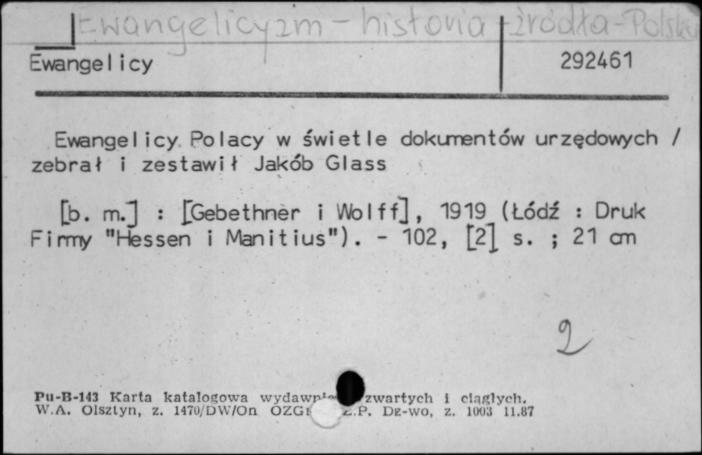 Ewangelicyzm - historia - źródła - Polska
Ewangelicy 292461
Ewangelicy Polacy w świetle dokumentów urzędowych /
zebrał i zestawił Jakób Glass
[b. m.] : [Gebethner i Wolff], 1919 (Łódź : Druk
Firmy "Hessen i Manitius"). - 102, [2] s. ; 21 cm
2
Pu-B-143 Karta katalogowa zwartych i ciągłych.
W.A. Olsztyn, z. 1470/DW/On OZGr Z.P. Dz-wo, z. 1003 11.87